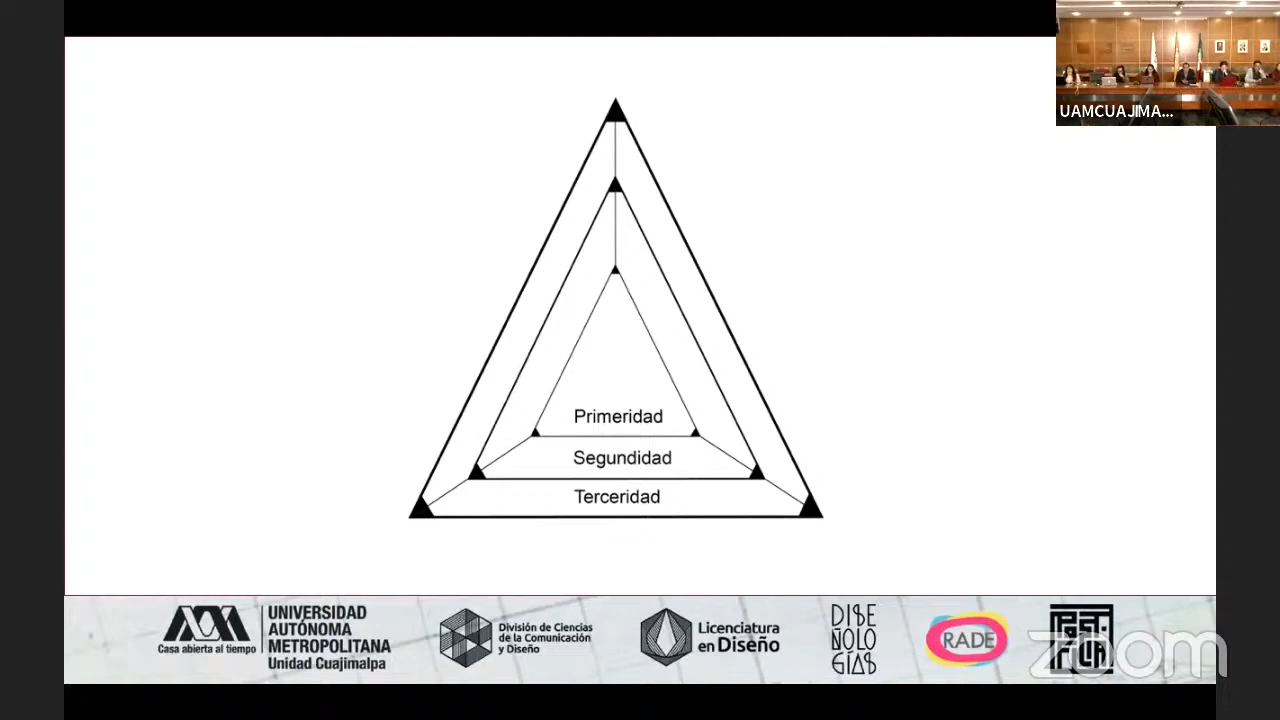 UAMCUAJIMA...
Primeridad
Segundidad
Terceridad
Casa abierta al tiempo
UNIVERSIDAD
AUTÓNOMA
METROPOLITANA
Unidad Cuajimalpa
División de Ciencias
de la Comunicación
y Diseño
Licenciatura
en Diseño
DISE
ÑOLO
GÍAS
RADE
zoom